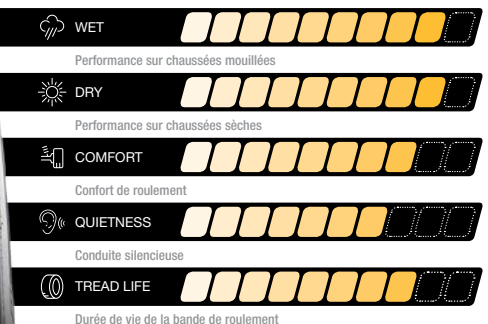 WET
Performance sur chaussées mouillées
DRY
Performance sur chaussées sèches
COMFORT
Confort de roulement
QUIETNESS
Conduite silencieuse
TREAD LIFE
Durée de vie de la bande de roulement